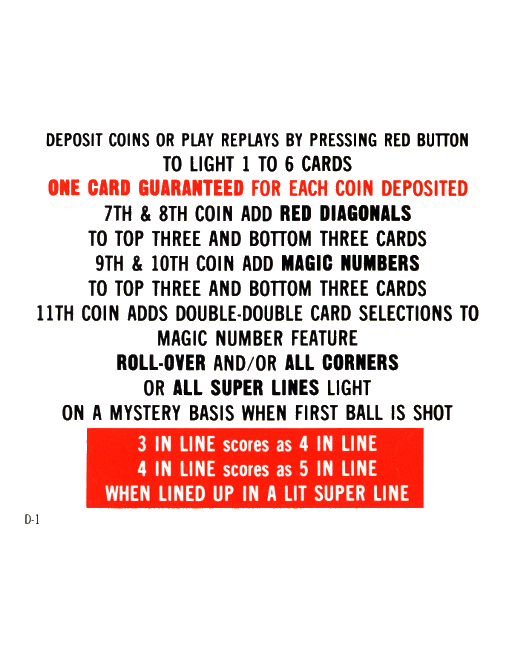 DEPOSIT COINS OR PLAY REPLAYS BY PRESSING RED BUTTON
TO LIGHT 1 TO 6 CARDS
ONE CARD GUARANTEED FOR EACH COIN DEPOSITED
7TH & 8TH COIN ADD RED DIAGONALS
TO TOP THREE AND BOTTOM THREE CARDS
9TH & 10TH COIN ADD MAGIC NUMBERS
TO TOP THREE AND BOTTOM THREE CARDS
11TH COIN ADDS DOUBLE-DOUBLE CARD SELECTIONS TO
MAGIC NUMBER FEATURE
ROLL-OVER AND/OR ALL CORNERS
OR ALL SUPER LINES LIGHT
ON A MYSTERY BASIS WHEN FIRST BALL IS SHOT
3 IN LINE scores as 4 IN LINE
4 IN LINE scores as 5 IN LINE
WHEN LINED UP IN A LIT SUPER LINE
D-1